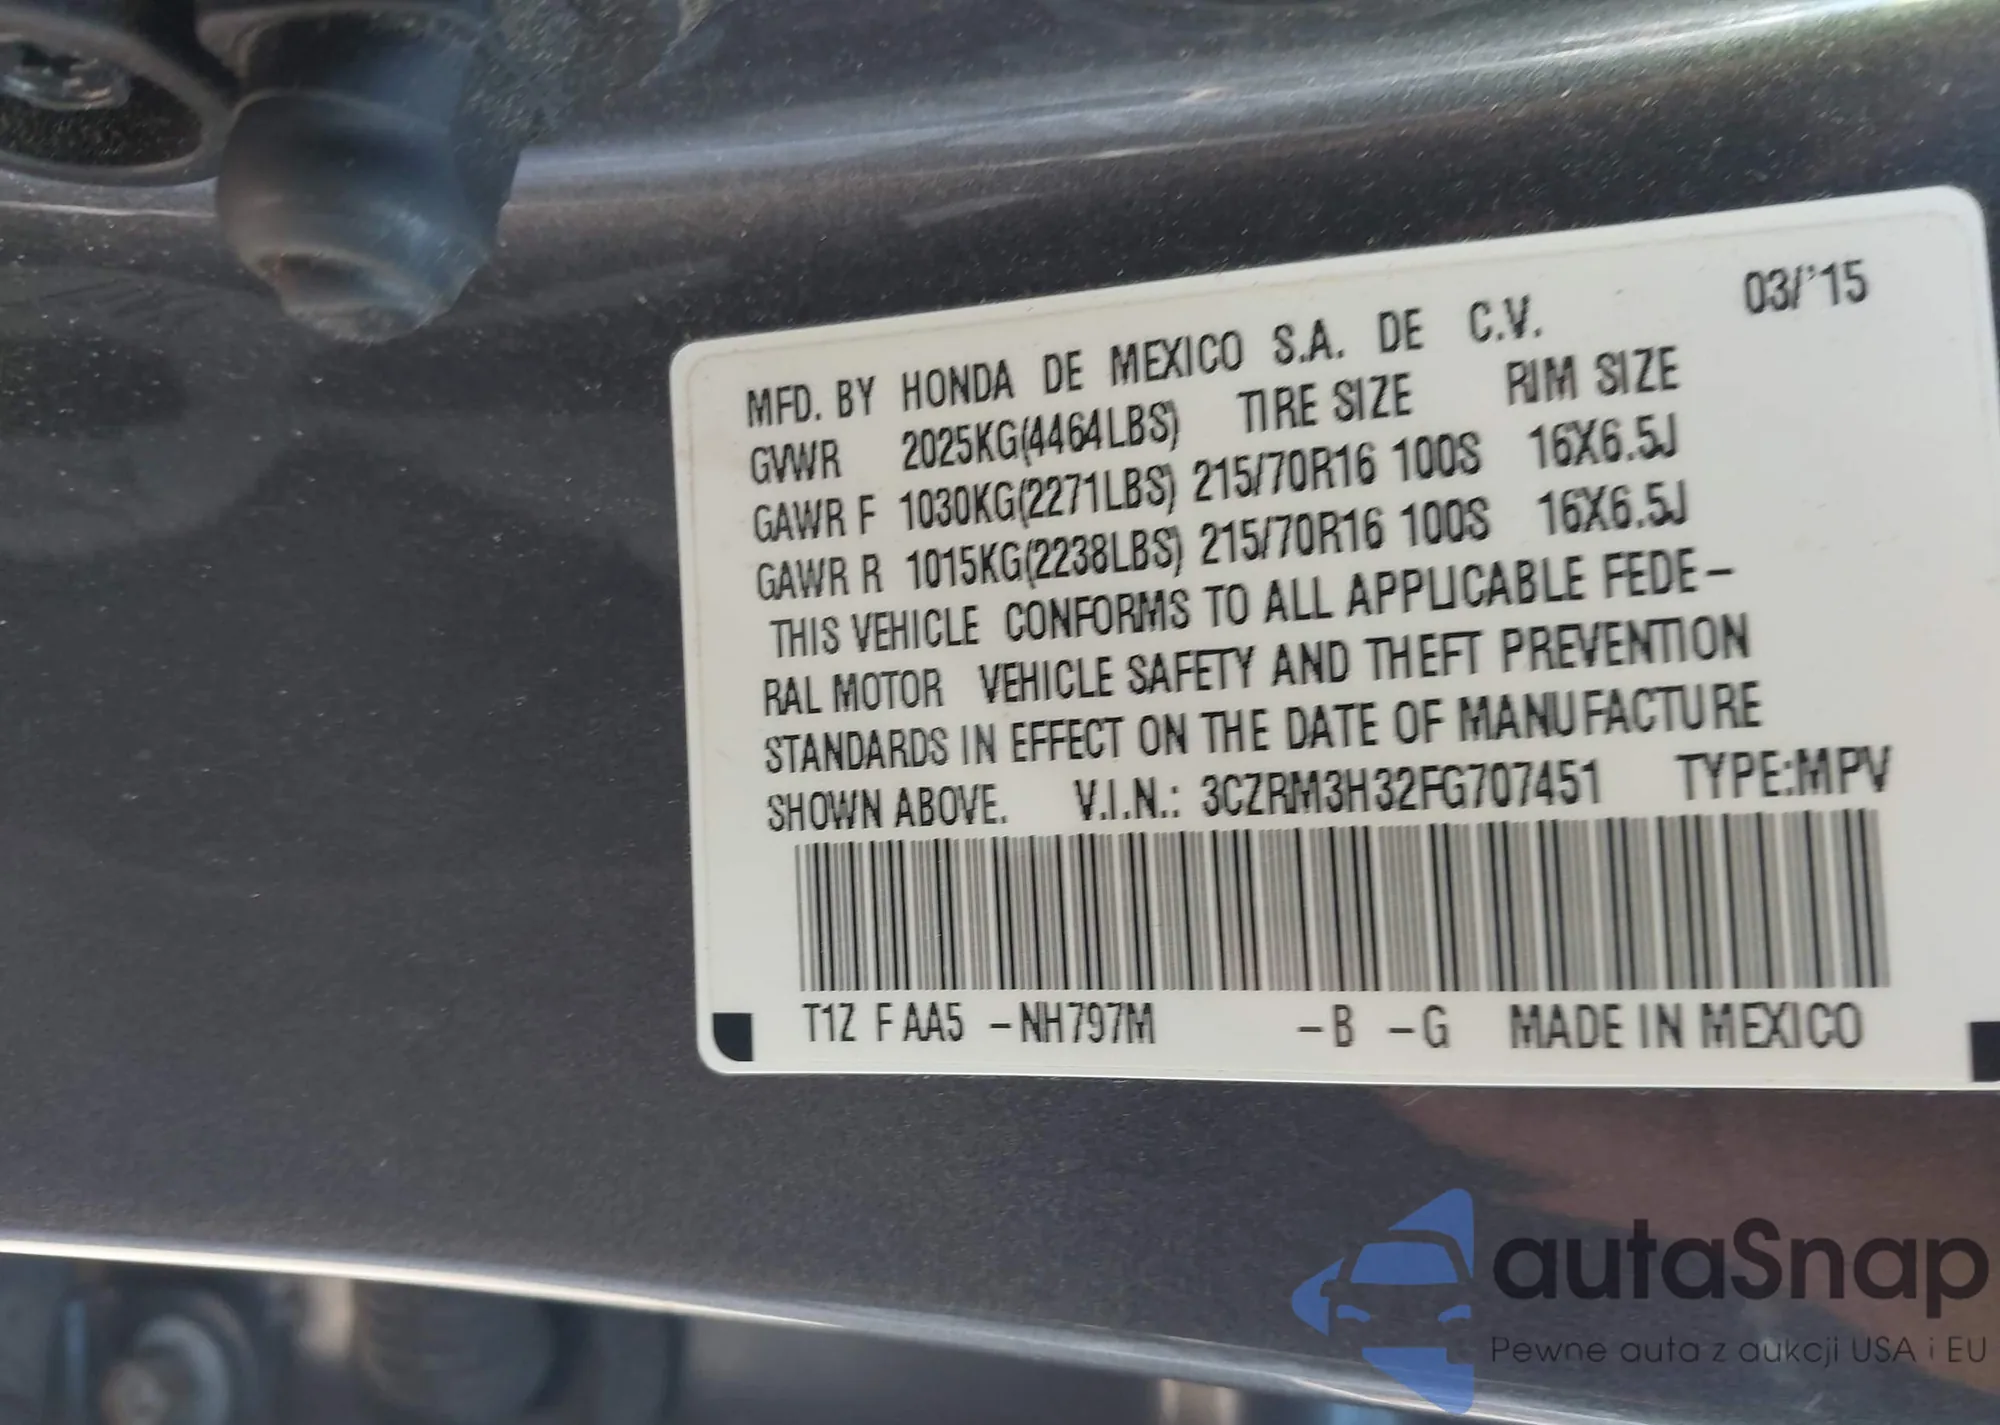 03/'15
MFD. BY HONDA DE MEXICO S.A. DE C.V.
GVWR 2025KG(4464LBS) TIRE SIZE RIM SIZE
GAWR F 1030KG(2271LBS) 215/70R16 100S 16X6.5J
GAWR R 1015KG(2238LBS) 215/70R16 100S 16X6.5J
THIS VEHICLE CONFORMS TO ALL APPLICABLE FEDE-
RAL MOTOR VEHICLE SAFETY AND THEFT PREVENTION
STANDARDS IN EFFECT ON THE DATE OF MANUFACTURE
SHOWN ABOVE. V.I.N.: 3CZRM3H32FG707451 TYPE:MPV
T1Z F AA5 -NH797M -B -G MADE IN MEXICO
autaSnap
Pewne auta z aukcji USA i EU